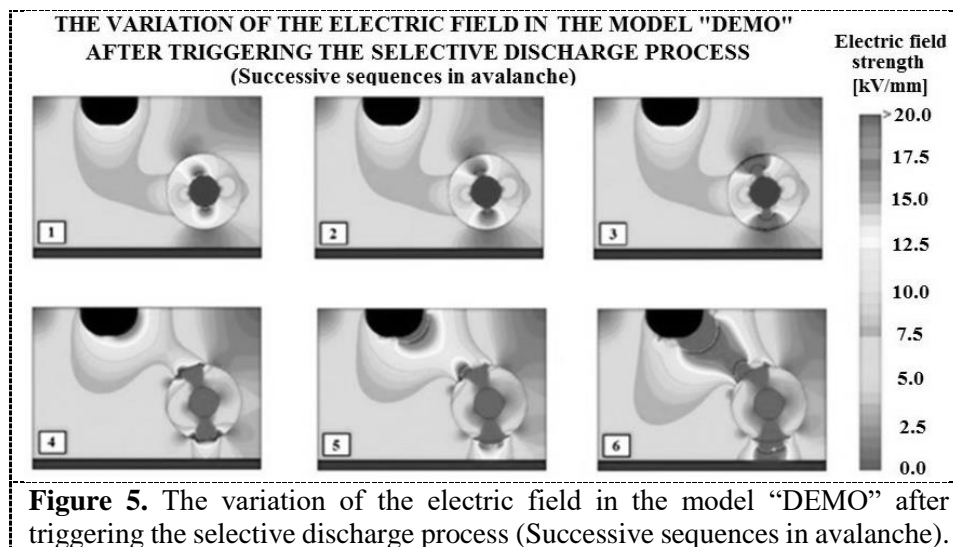 THE VARIATION OF THE ELECTRIC FIELD IN THE MODEL "DEMO"
AFTER TRIGGERING THE SELECTIVE DISCHARGE PROCESS
(Successive sequences in avalanche)
Electric field
strength
[kV/mm]
>20.0
17.5
15.0
12.5
10.0
7.5
5.0
2.5
0.0
1
2
3
4
5
6
Figure 5. The variation of the electric field in the model “DEMO” after
triggering the selective discharge process (Successive sequences in avalanche).